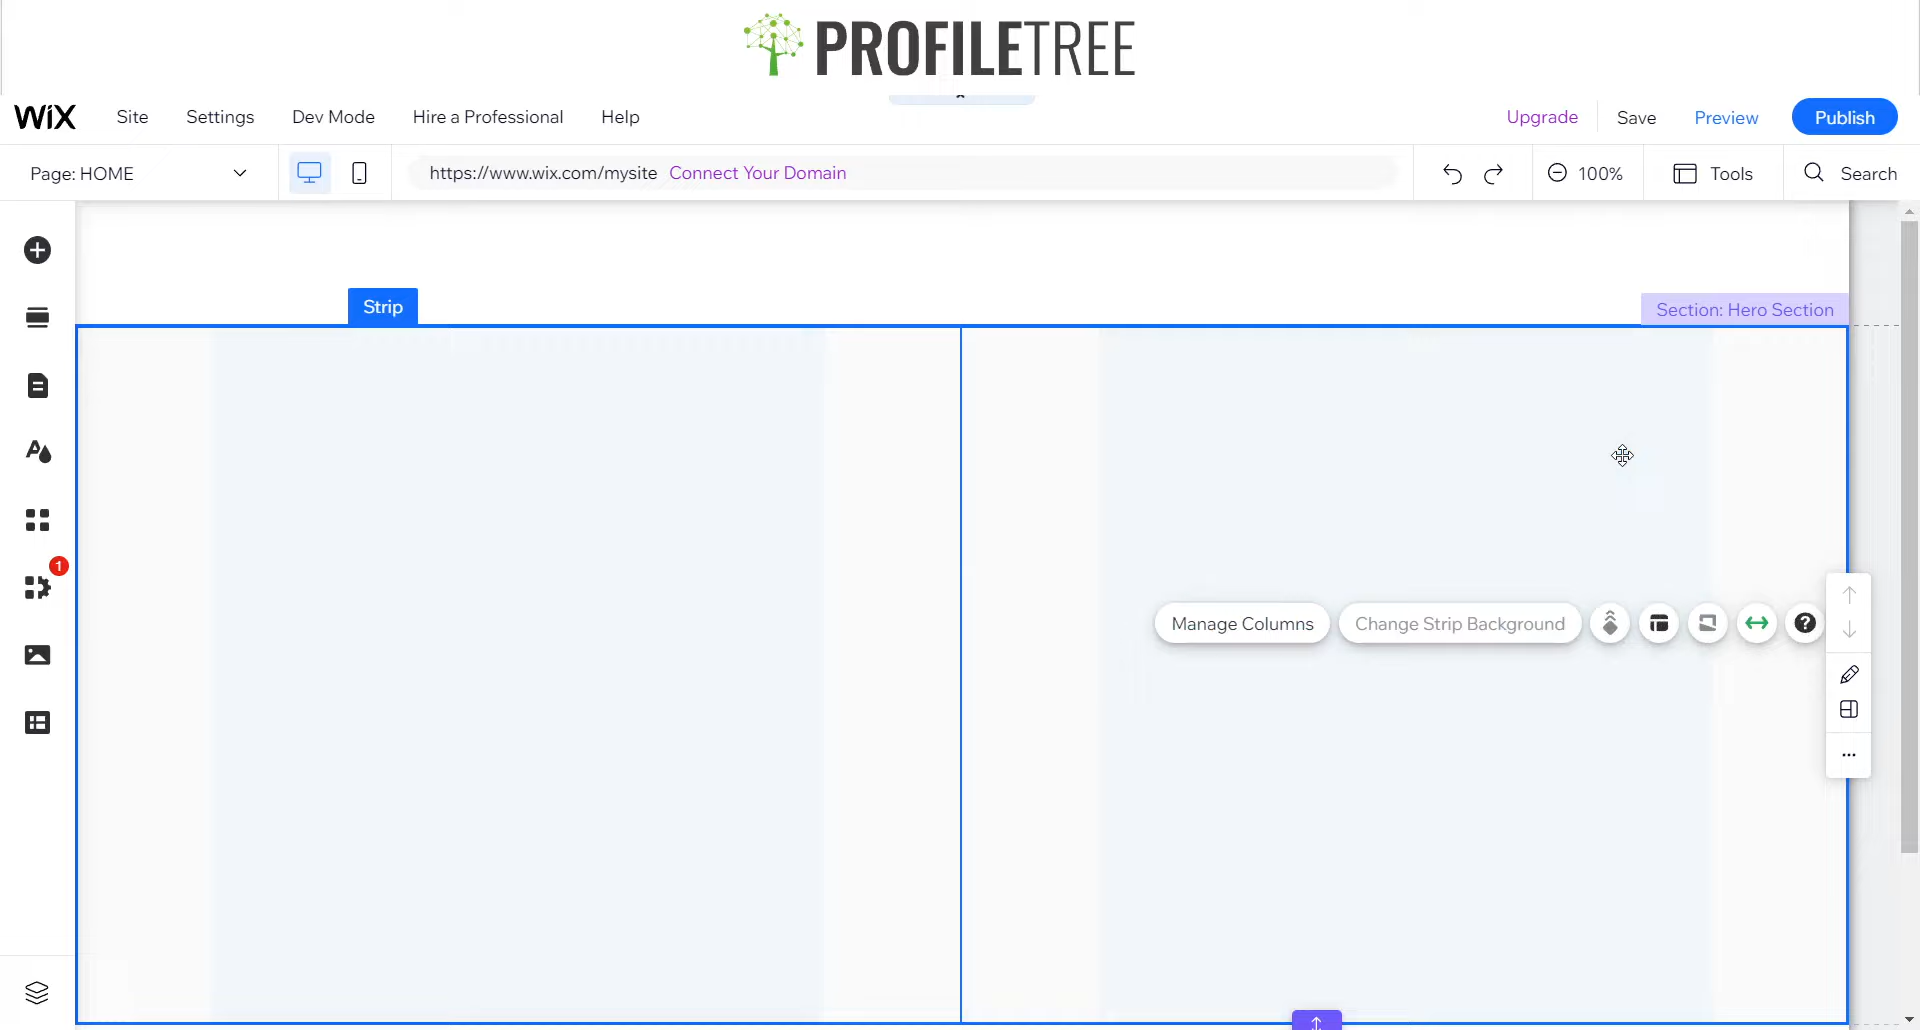 PROFILETREE
WiX Site Settings Dev Mode Hire a Professional Help Upgrade Save Preview Publish
Page: HOME https://www.wix.com/mysite Connect Your Domain 100% Tools Search
Strip
Section: Hero Section
1
Manage Columns Change Strip Background ?